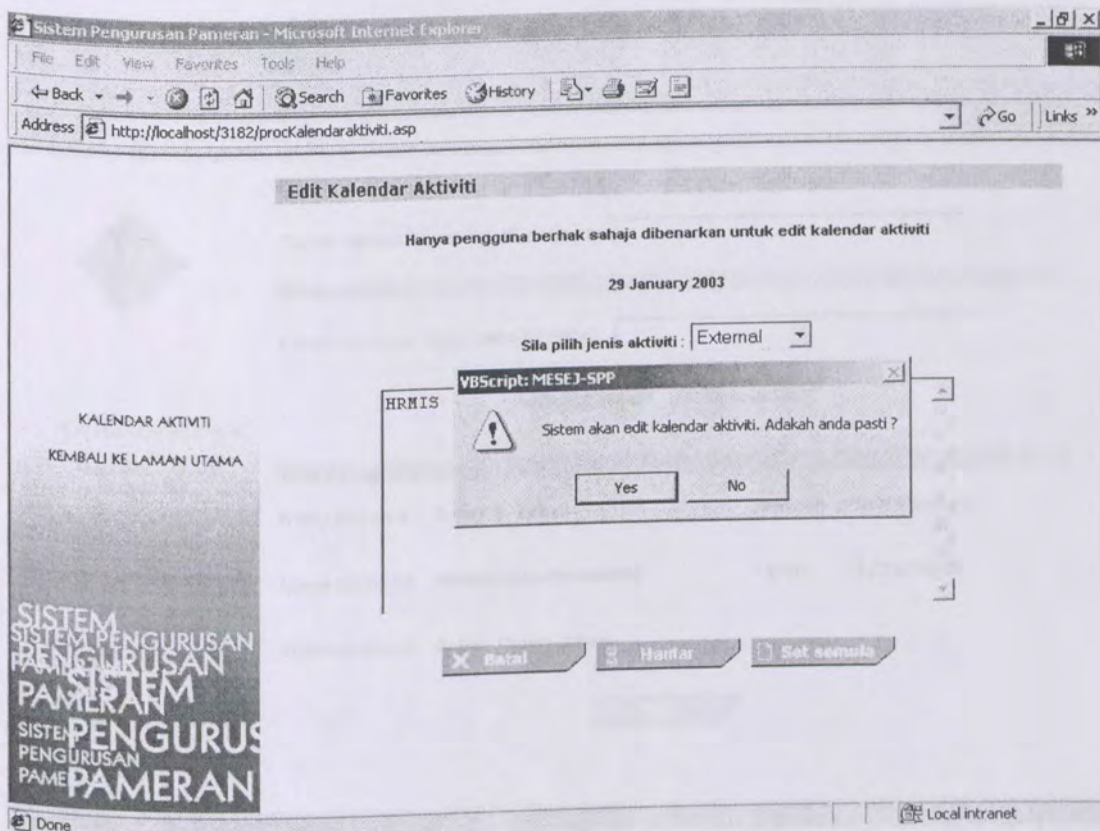 Sistem Pengurusan Pameran - Microsoft Internet Explorer
File Edit View Favorites Tools Help
Back Search Favorites History
Address http://localhost/3182/procKalendaraktiviti.asp Go Links »
Edit Kalendar Aktiviti
Hanya pengguna berhak sahaja dibenarkan untuk edit kalendar aktiviti
29 January 2003
Sila pilih jenis aktiviti : External
VBScript: MESEJ-SPP
HRMIS
Sistem akan edit kalendar aktiviti. Adakah anda pasti ?
Yes No
KALENDAR AKTIVITI
KEMBALI KE LAMAN UTAMA
X Batal Hantar Set semula
SISTEM
SISTEM PENGURUSAN
PENGURUSAN
SISTEM
PAMERAN
SISTEM PENGURUS
PENGURUSAN
PAME PAMERAN
Done Local intranet